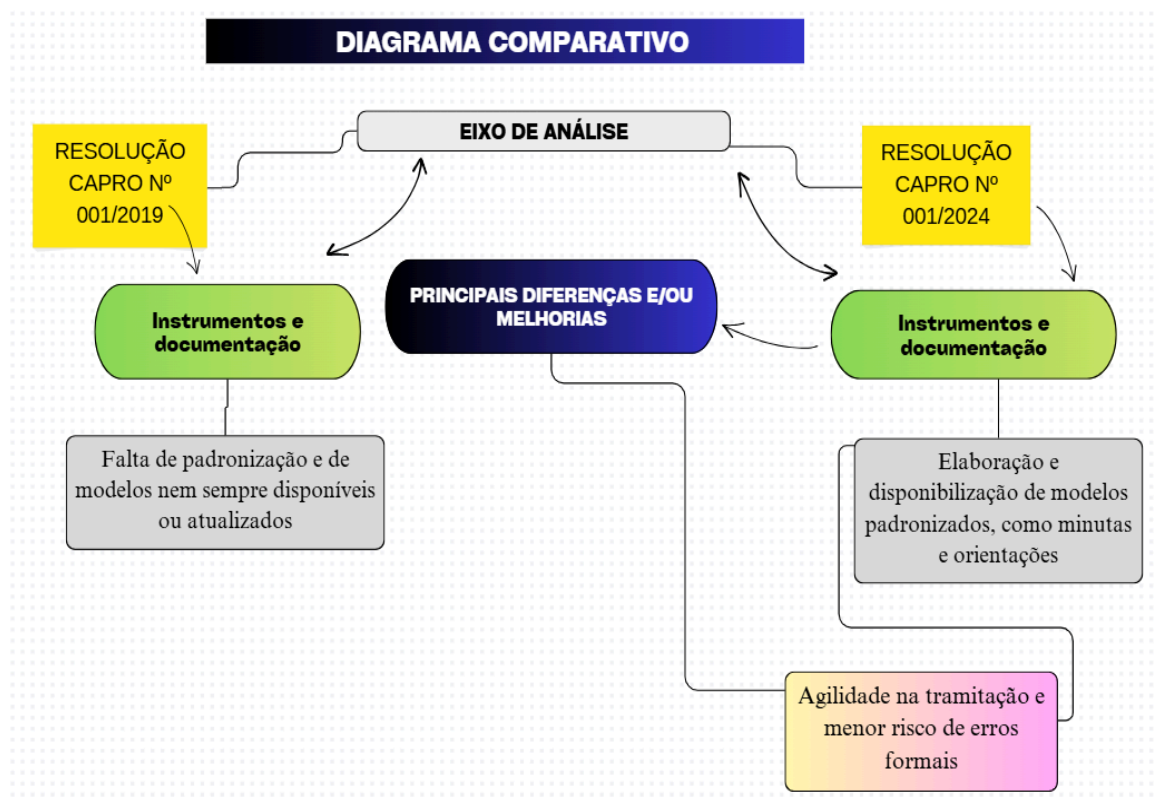 DIAGRAMA COMPARATIVO
EIXO DE ANÁLISE
RESOLUÇÃO
CAPRO Nº
001/2019
RESOLUÇÃO
CAPRO Nº
001/2024
Instrumentos e
documentação
PRINCIPAIS DIFERENÇAS E/OU
MELHORIAS
Instrumentos e
documentação
Falta de padronização e de
modelos nem sempre disponíveis
ou atualizados
Elaboração e
disponibilização de modelos
padronizados, como minutas
e orientações
Agilidade na tramitação e
menor risco de erros
formais